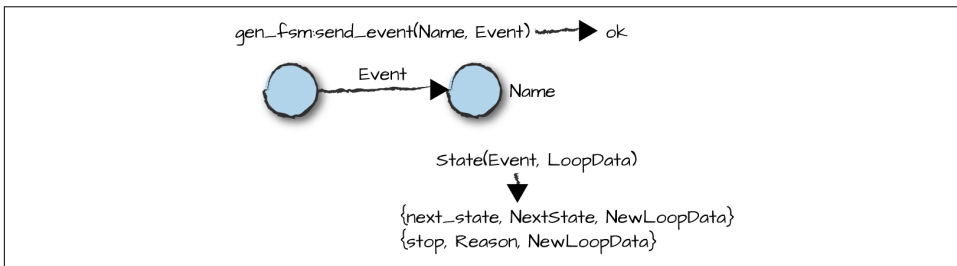 gen_fsm:send_event(Name, Event) ok
Event
Name
State(Event, LoopData)
{next_state, NextState, NewLoopData}
{stop, Reason, NewLoopData}